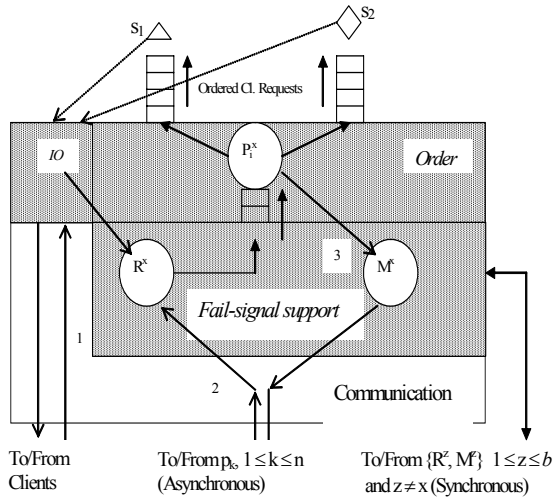 S1
S2
Ordered Cl. Requests
IO
P_i^x
Order
R^x
3
M^x
Fail-signal support
1
2
Communication
To/From Clients
To/From p_k, 1 ≤ k ≤ n (Asynchronous)
To/From {R^z, M^z} 1 ≤ z ≤ b and z ≠ x (Synchronous)